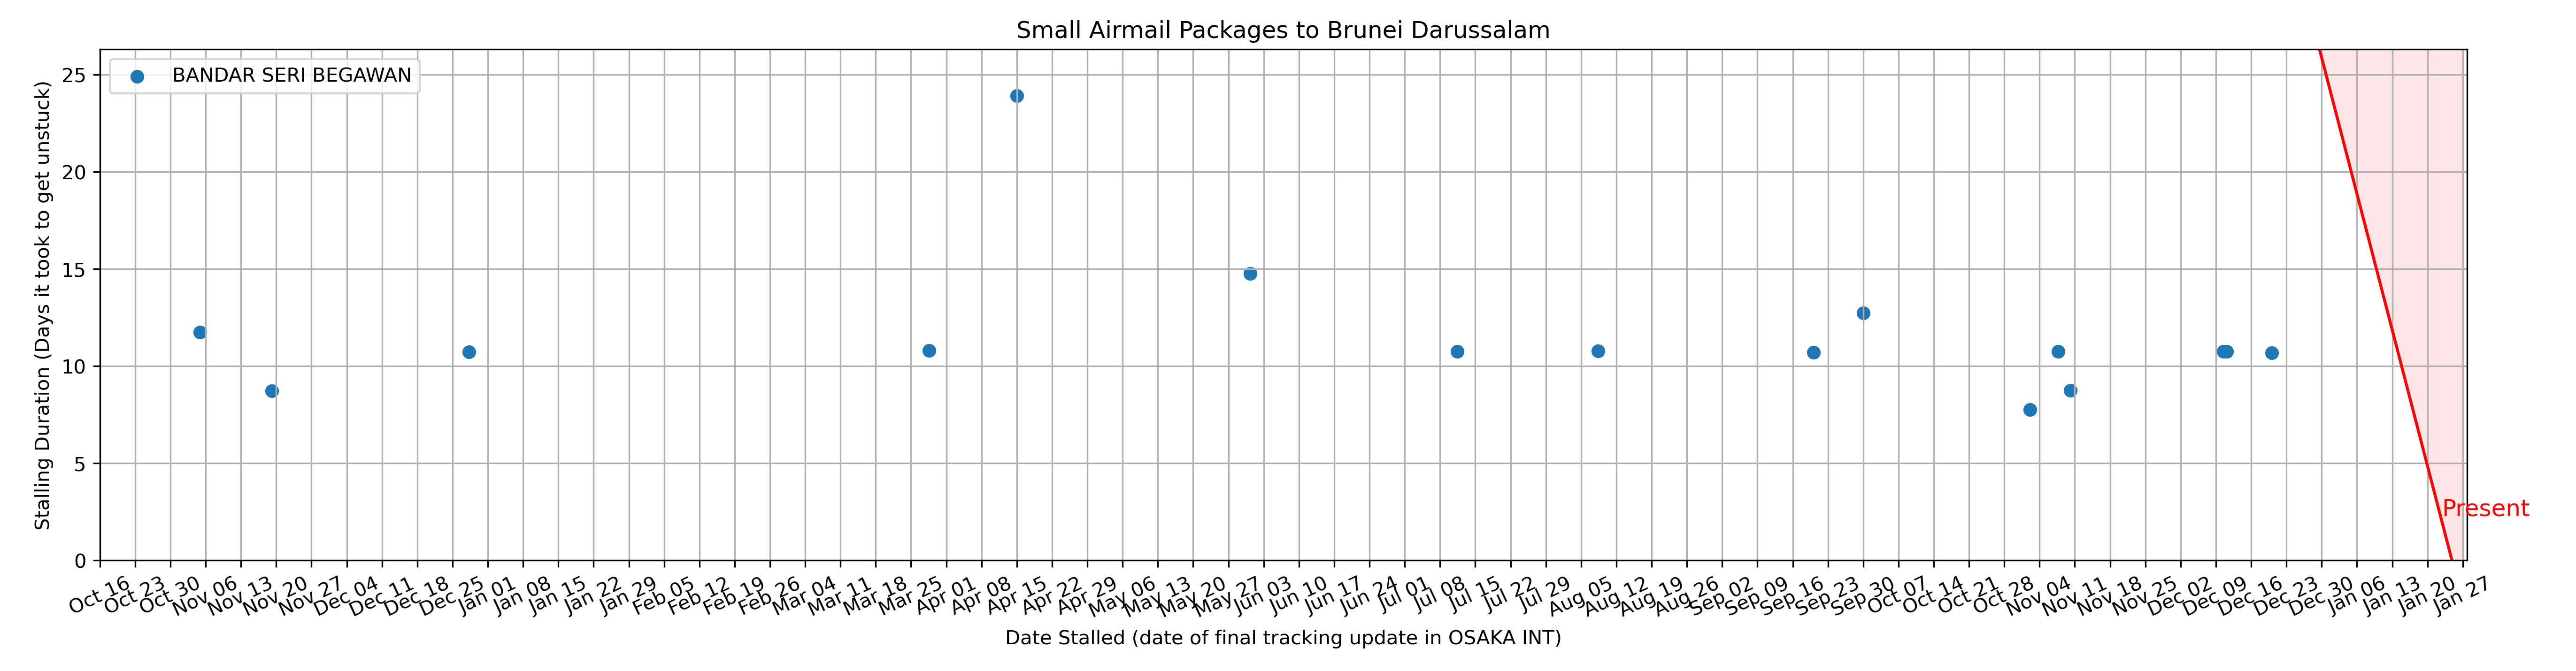 Small Airmail Packages to Brunei Darussalam
BANDAR SERI BEGAWAN
Stalling Duration (Days it took to get unstuck)
25
20
15
10
5
0
Present
Oct 16
Oct 23
Oct 30
Nov 06
Nov 13
Nov 20
Nov 27
Dec 04
Dec 11
Dec 18
Dec 25
Jan 01
Jan 08
Jan 15
Jan 22
Jan 29
Feb 05
Feb 12
Feb 19
Feb 26
Mar 04
Mar 11
Mar 18
Mar 25
Apr 01
Apr 08
Apr 15
Apr 22
Apr 29
May 06
May 13
May 20
May 27
Jun 03
Jun 10
Jun 17
Jun 24
Jul 01
Jul 08
Jul 15
Jul 22
Jul 29
Aug 05
Aug 12
Aug 19
Aug 26
Sep 02
Sep 09
Sep 16
Sep 23
Sep 30
Oct 07
Oct 14
Oct 21
Oct 28
Nov 04
Nov 11
Nov 18
Nov 25
Dec 02
Dec 09
Dec 16
Dec 23
Dec 30
Jan 06
Jan 13
Jan 20
Jan 27
Date Stalled (date of final tracking update in OSAKA INT)